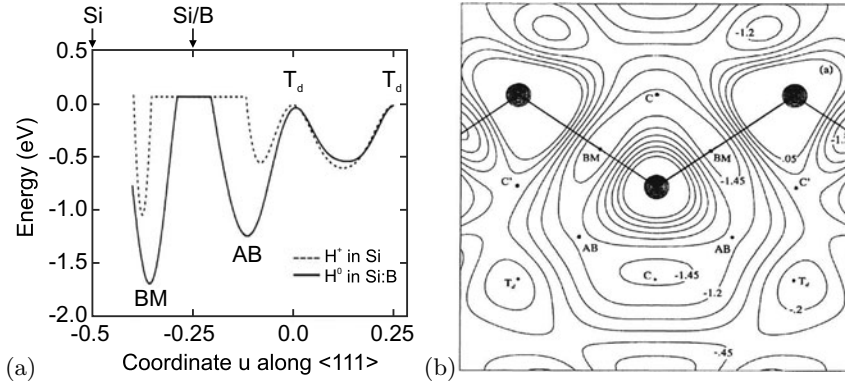 Si Si/B
0.5
0.0
-0.5
-1.0
-1.5
-2.0
Energy (eV)
T_d T_d
AB
BM
H⁺ in Si
H⁰ in Si:B
-0.5 -0.25 0.0 0.25
Coordinate u along <111>
(a)
-1.2
(a)
C
BM BM
.05
-1.45
C' C'
AB AB
T_d C -1.45 T_d
-1.2 -.2
-.45
(b)